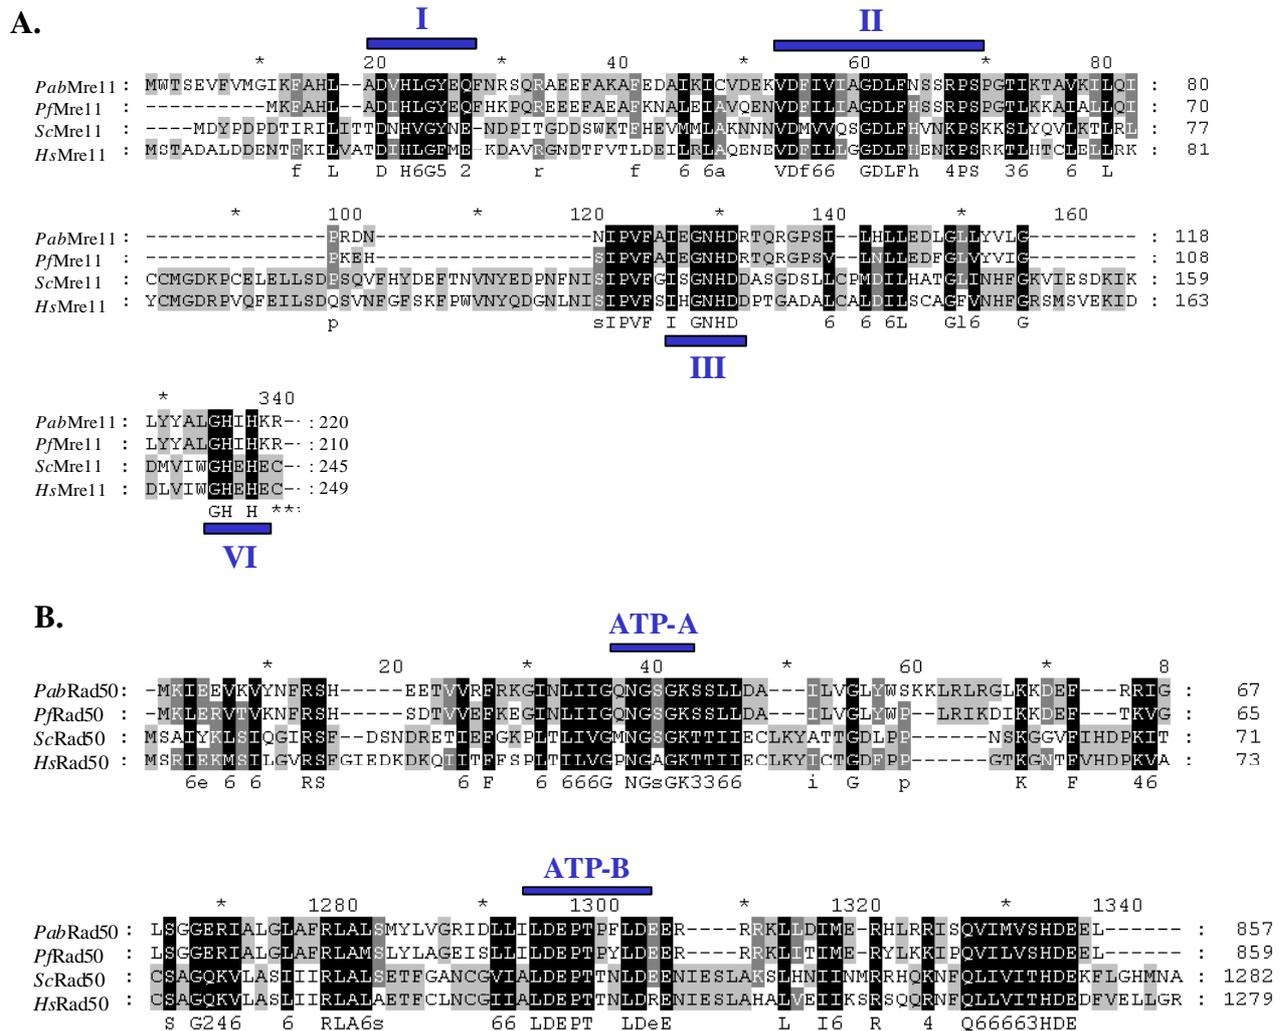 A.
I II
* 20 * 40 * 60 * 80
PabMre11 : MWTSEVFVMGIKFAHL--ADVHLGYEQFNRSQRAEEFAKAFEDAIKICVDEKVDFIVIAGDLFNSSRPSPGTIKTAVKILQI : 80
PfMre11 : ----------MKFAHL--ADIHLGYEQFHKPQREEEFAEAFKNALEIAVQENVDFILIAGDLFHSSRPSPGTLKKAIALLQI : 70
ScMre11 : ----MDYPDPDTIRILITTDNHVGYNE-NDPITGDDSWKTFHEVMMLAKNNNVDMVVQSGDLFHVNKPSKKSLYQVLKTLRL : 77
HsMre11 : MSTADALDDENTFKILVATDIHLGFME-KDAVRGNDTFVTLDEILRLAQENEVDFILLGGDLFHENKPSRKTLHTCLELLRK : 81
f L D H6G5 2 r f 6 6a VDf66 GDLFh 4PS 36 6 L
* 100 * 120 * 140 * 160
PabMre11 : ---------------PRDN------------------NIPVFAIEGNHDRTQRGPSI--LHLLEDLGLLYVLG--------- : 118
PfMre11 : ---------------PKEH------------------SIPVFAIEGNHDRTQRGPSV--LNLLEDFGLVYVIG--------- : 108
ScMre11 : CCMGDKPCELELLSDPSQVFHYDEFTNVNYEDPNFNISIPVFGISGNHDDASGDSLLCPMDILHATGLINHFGKVIESDKIK : 159
HsMre11 : YCMGDRPVQFEILSDQSVNFGFSKFPWVNYQDGNLNISIPVFSIHGNHDDPTGADALCALDILSCAGFVNHFGRSMSVEKID : 163
p sIPVF I GNHD 6 6 6L Gl6 G
III
* 340
PabMre11 : LYYALGHIHKR-- : 220
PfMre11 : LYYALGHIHKR-- : 210
ScMre11 : DMVIWGHEHEC-- : 245
HsMre11 : DLVIWGHEHEC-- : 249
GH H **
VI
B.
ATP-A
* 20 * 40 * 60 * 8
PabRad50 : -MKIEEVKVYNFRSH-----EETVVRFRKGINLIIGQNGSGKSSLLDA---ILVGLYWSKKLRLRGLKKDEF---RRIG : 67
PfRad50 : -MKLERVTVKNFRSH-----SDTVVEFKEGINLIIGQNGSGKSSLLDA---ILVGLYWP--LRIKDIKKDEF---TKVG : 65
ScRad50 : MSAIYKLSIQGIRSF--DSNDRETIEFGKPLTLIVGMNGSGKTTIIECLKYATTGDLPP------NSKGGVFIHDPKIT : 71
HsRad50 : MSRIEKMSILGVRSFGIEDKDKQIITFFSPLTILVGPNGAGKTTIIECLKYICTGDFPP------GTKGNTFVHDPKVA : 73
6e 6 6 RS 6 F 6 666G NGsGK3366 i G p K F 46
ATP-B
* 1280 * 1300 * 1320 * 1340
PabRad50 : LSGGERIALGLAFRLALSMYLVGRIDLLILDEPTPFLDEER----RRKLLDIME-RHLRRISQVIMVSHDEEL------ : 857
PfRad50 : LSGGERIALGLAFRLAMSLYLAGEISLLILDEPTPYLDEER----RRKLITIME-RYLKKIPQVILVSHDEEL------ : 859
ScRad50 : CSAGQKVLASIIIRLALSETFGANCGVIALDEPTTNLDEENIESLAKSLHNIINMRRHQKNFQLIVITHDEKFLGHMNA : 1282
HsRad50 : CSAGQKVLASLIIRLALAETFCLNCGIIALDEPTTNLDRENIESLAHALVEIIKSRSQQRNFQLLVITHDEDFVELLGR : 1279
S G246 6 RLA6s 66 LDEPT LDeE L I6 R 4 Q66663HDE